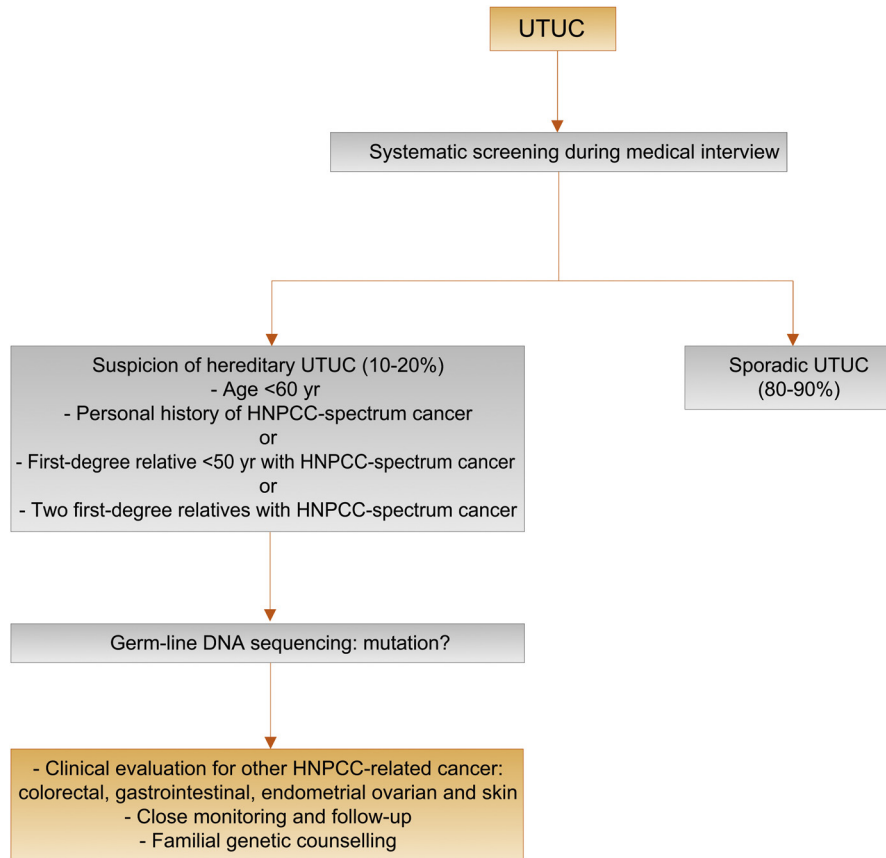 UTUC
Systematic screening during medical interview
Suspicion of hereditary UTUC (10-20%)
- Age <60 yr
- Personal history of HNPCC-spectrum cancer
or
- First-degree relative <50 yr with HNPCC-spectrum cancer
or
- Two first-degree relatives with HNPCC-spectrum cancer
Sporadic UTUC
(80-90%)
Germ-line DNA sequencing: mutation?
- Clinical evaluation for other HNPCC-related cancer:
colorectal, gastrointestinal, endometrial ovarian and skin
- Close monitoring and follow-up
- Familial genetic counselling